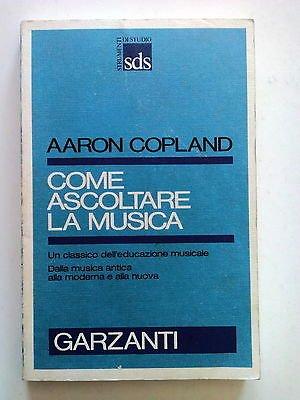 STRUMENTI
DI STUDIO
sds
AARON COPLAND
COME
ASCOLTARE
LA MUSICA
Un classico dell'educazione musicale
Dalla musica antica
alla moderna e alla nuova
GARZANTI